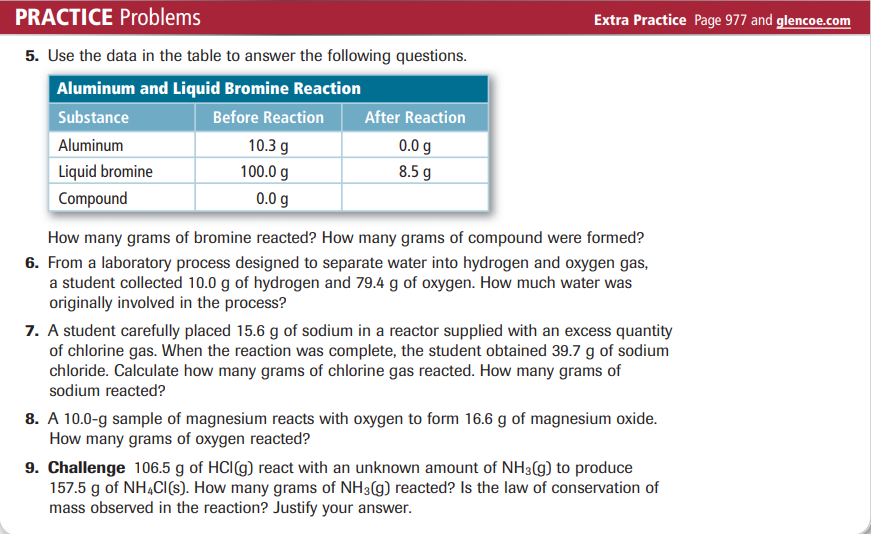 PRACTICE Problems
Extra Practice Page 977 and glencoe.com
5. Use the data in the table to answer the following questions.
Aluminum and Liquid Bromine Reaction
Substance Before Reaction After Reaction
Aluminum 10.3 g 0.0 g
Liquid bromine 100.0 g 8.5 g
Compound 0.0 g
How many grams of bromine reacted? How many grams of compound were formed?
6. From a laboratory process designed to separate water into hydrogen and oxygen gas,
a student collected 10.0 g of hydrogen and 79.4 g of oxygen. How much water was
originally involved in the process?
7. A student carefully placed 15.6 g of sodium in a reactor supplied with an excess quantity
of chlorine gas. When the reaction was complete, the student obtained 39.7 g of sodium
chloride. Calculate how many grams of chlorine gas reacted. How many grams of
sodium reacted?
8. A 10.0-g sample of magnesium reacts with oxygen to form 16.6 g of magnesium oxide.
How many grams of oxygen reacted?
9. Challenge 106.5 g of HCl(g) react with an unknown amount of NH₃(g) to produce
157.5 g of NH₄Cl(s). How many grams of NH₃(g) reacted? Is the law of conservation of
mass observed in the reaction? Justify your answer.